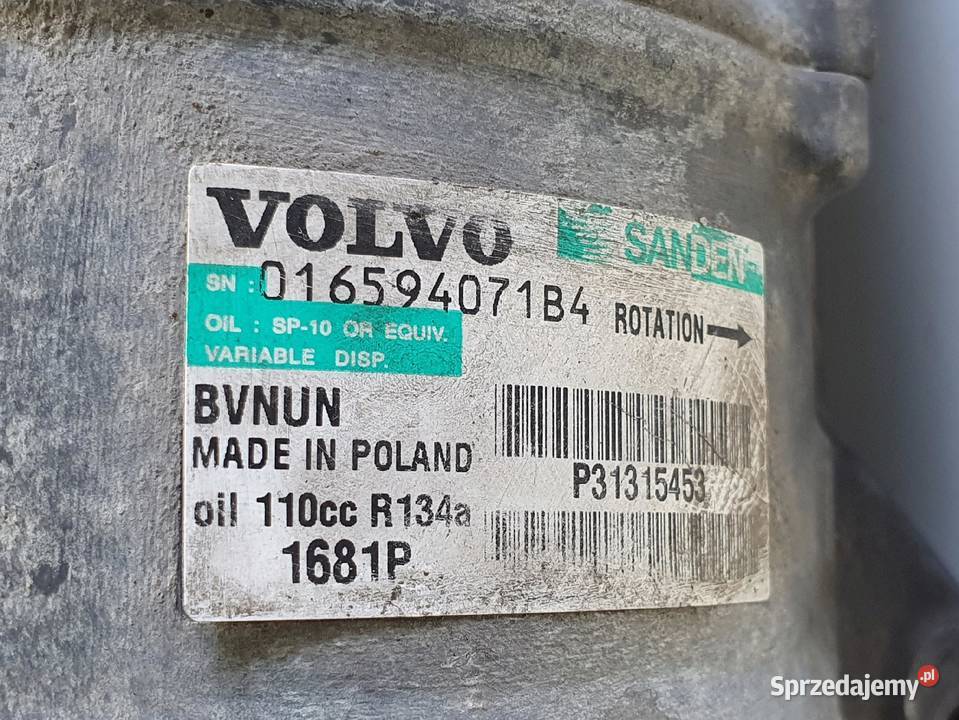 VOLVO SANDEN
SN : 016594071B4
ROTATION
OIL : SP-10 OR EQUIV.
VARIABLE DISP.
BVNUN
MADE IN POLAND
P31315453
oil 110cc R134a
1681P
Sprzedajemy.pl